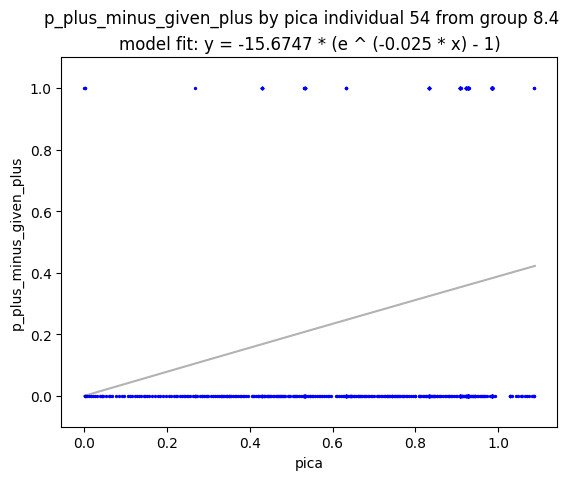 p_plus_minus_given_plus by pica individual 54 from group 8.4
model fit: y = -15.6747 * (e ^ (-0.025 * x) - 1)
1.0
0.8
0.6
0.4
0.2
0.0
p_plus_minus_given_plus
0.0 0.2 0.4 0.6 0.8 1.0
pica